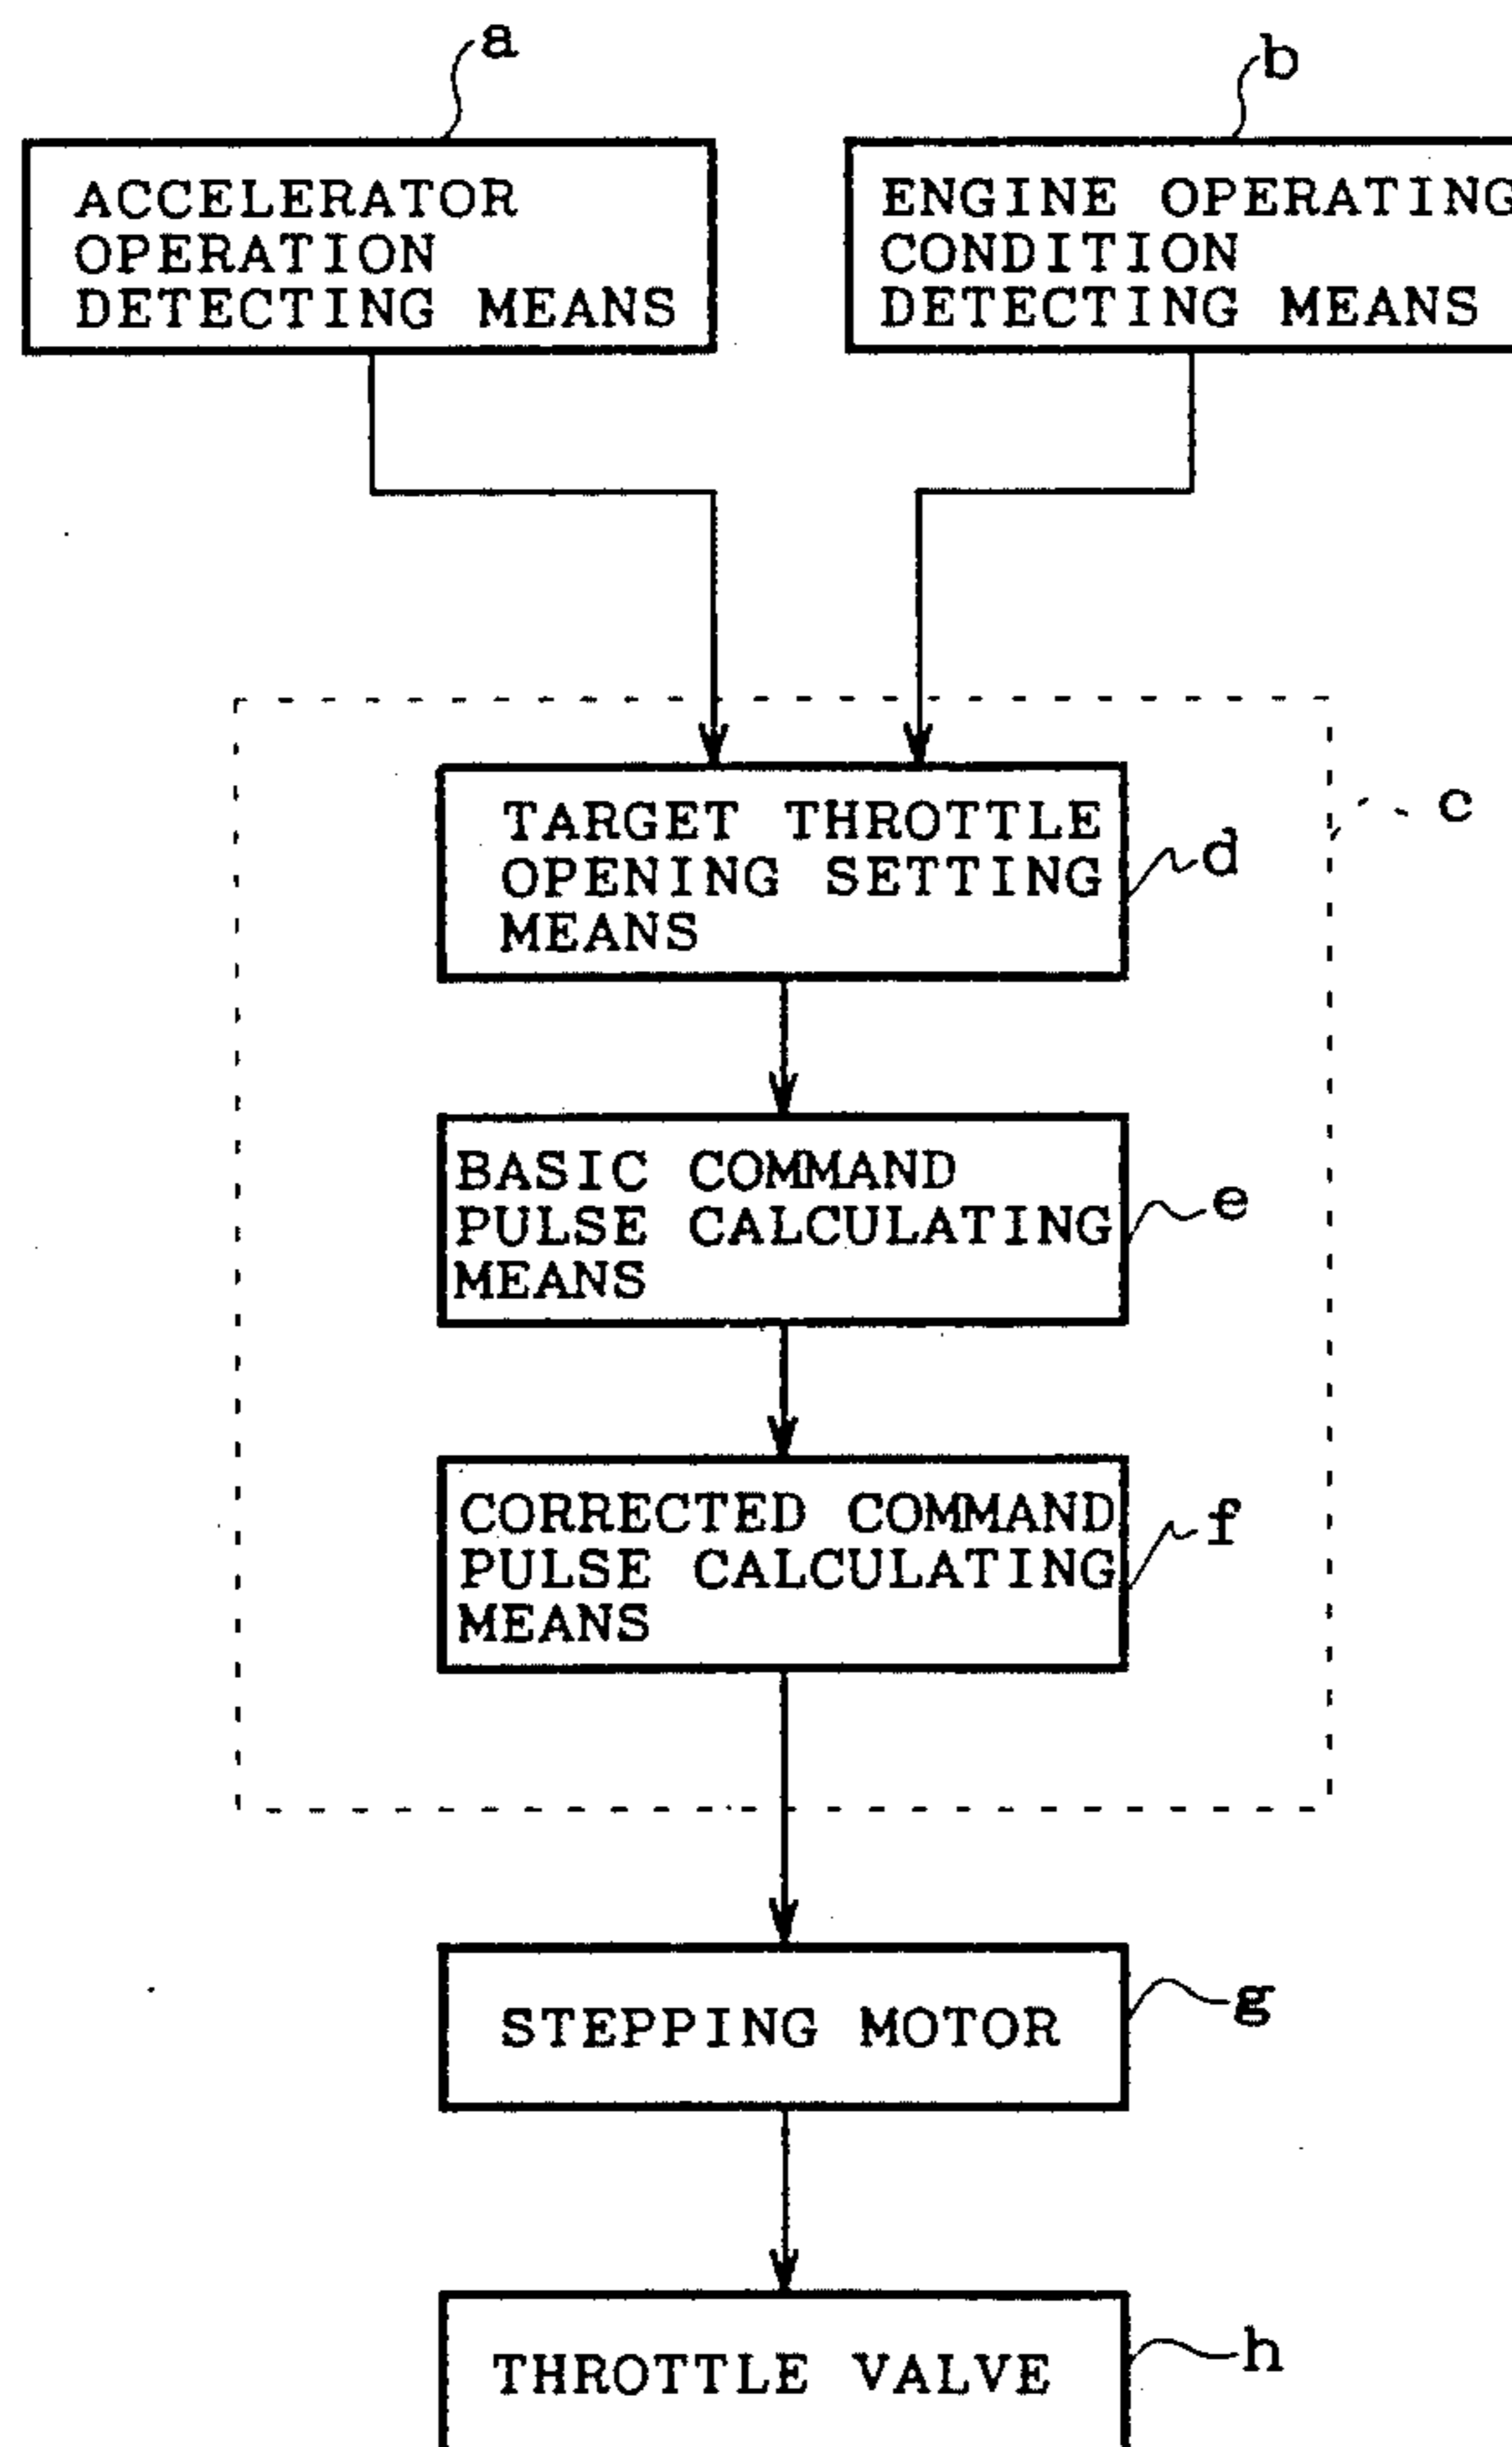 a
b
ACCELERATOR
OPERATION
DETECTING MEANS
ENGINE OPERATING
CONDITION
DETECTING MEANS
c
TARGET THROTTLE
OPENING SETTING
MEANS
d
BASIC COMMAND
PULSE CALCULATING
MEANS
e
CORRECTED COMMAND
PULSE CALCULATING
MEANS
f
STEPPING MOTOR
g
THROTTLE VALVE
h